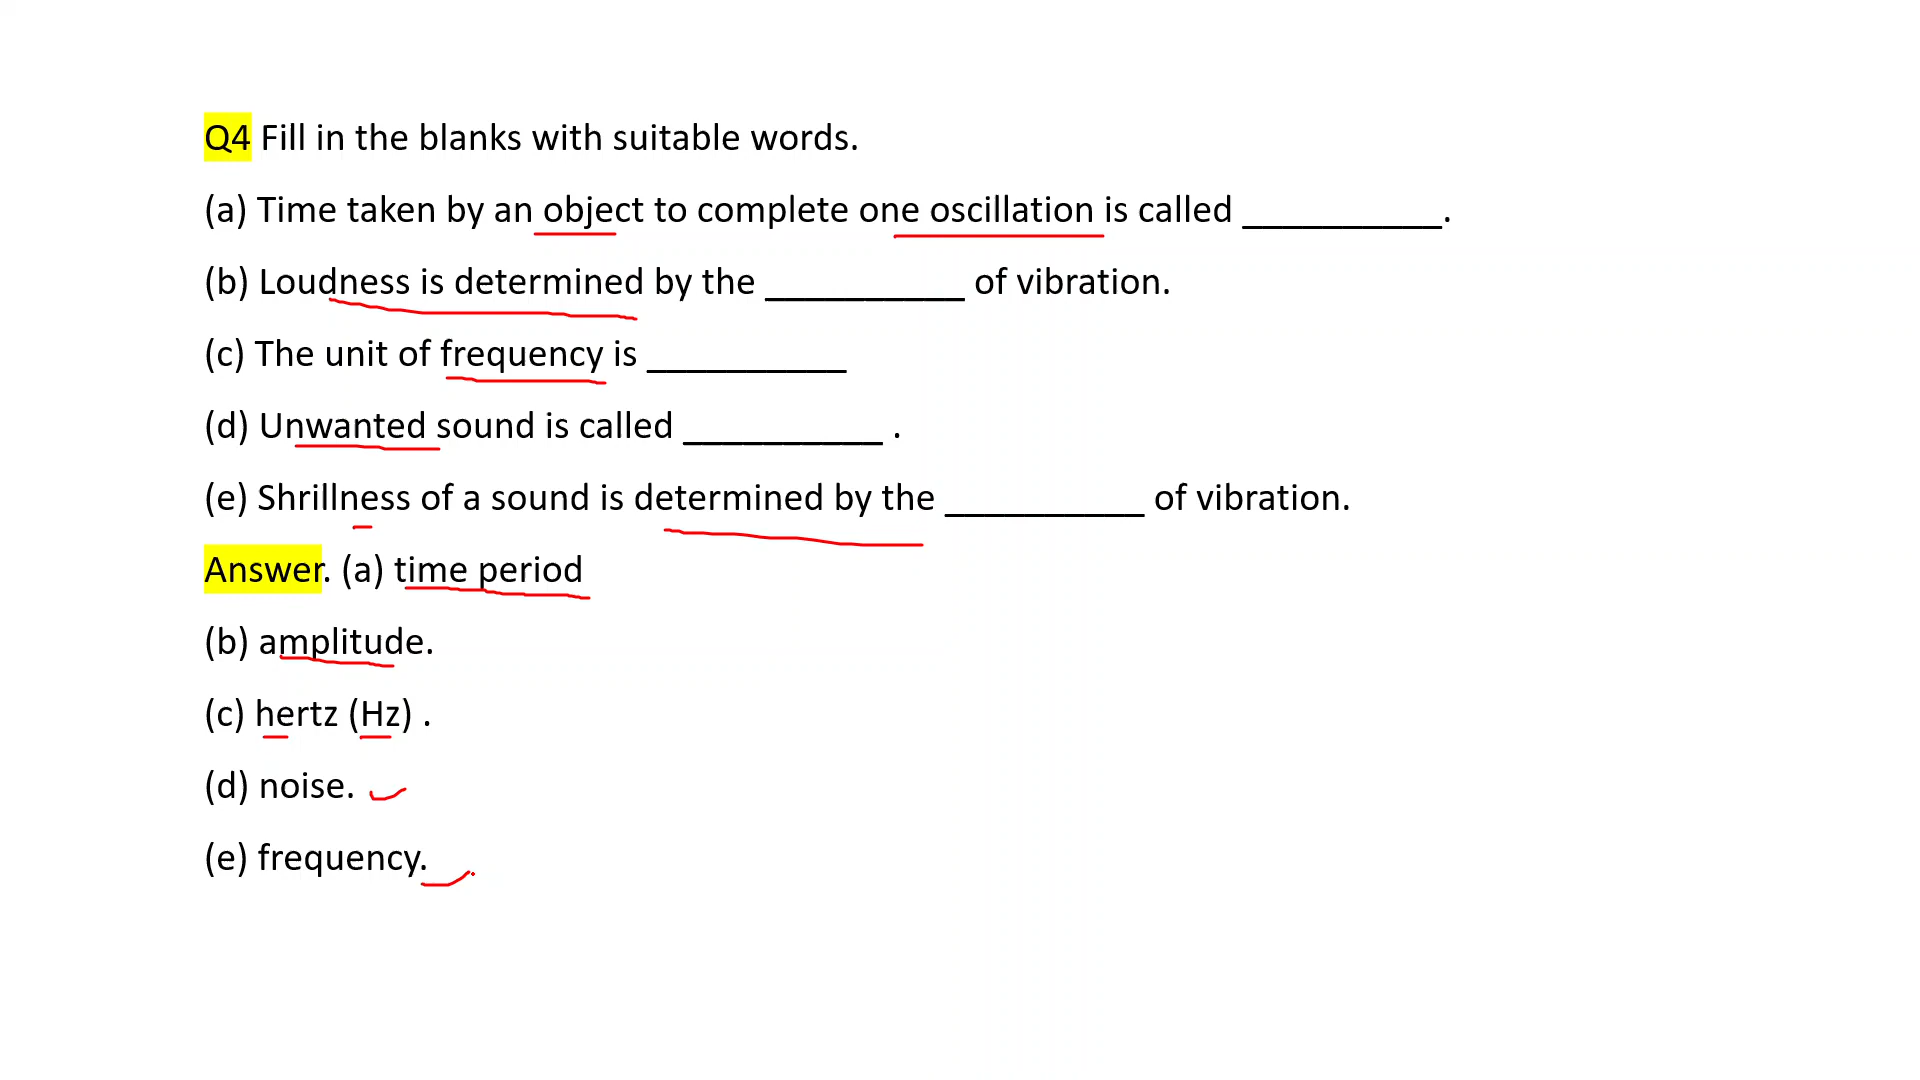 Q4 Fill in the blanks with suitable words.
(a) Time taken by an object to complete one oscillation is called __________.
(b) Loudness is determined by the __________ of vibration.
(c) The unit of frequency is __________
(d) Unwanted sound is called __________ .
(e) Shrillness of a sound is determined by the __________ of vibration.
Answer. (a) time period
(b) amplitude.
(c) hertz (Hz) .
(d) noise.
(e) frequency.